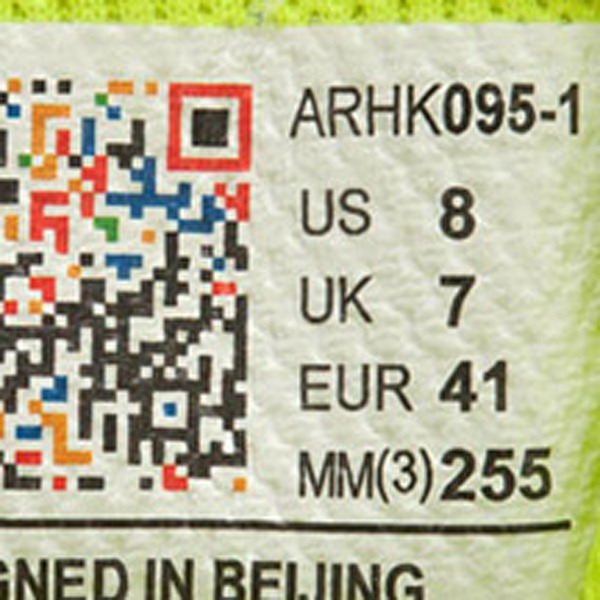 ARHK095-1
US 8
UK 7
EUR 41
MM(3) 255
GNED IN BEIJING